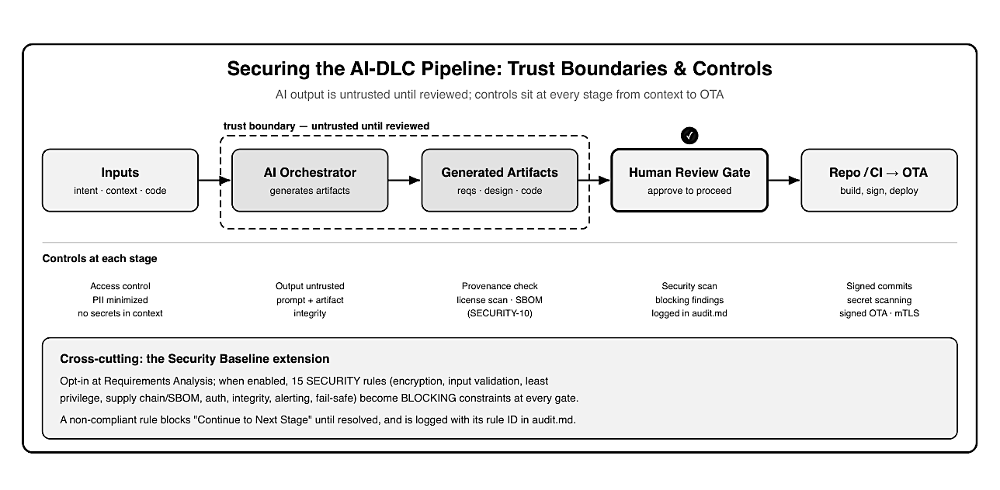 Securing the AI-DLC Pipeline: Trust Boundaries & Controls
AI output is untrusted until reviewed; controls sit at every stage from context to OTA
trust boundary — untrusted until reviewed
✓
Inputs
intent · context · code
AI Orchestrator
generates artifacts
Generated Artifacts
reqs · design · code
Human Review Gate
approve to proceed
Repo / CI → OTA
build, sign, deploy
Controls at each stage
Access control
PII minimized
no secrets in context
Output untrusted
prompt + artifact
integrity
Provenance check
license scan · SBOM
(SECURITY-10)
Security scan
blocking findings
logged in audit.md
Signed commits
secret scanning
signed OTA · mTLS
Cross-cutting: the Security Baseline extension
Opt-in at Requirements Analysis; when enabled, 15 SECURITY rules (encryption, input validation, least
privilege, supply chain/SBOM, auth, integrity, alerting, fail-safe) become BLOCKING constraints at every gate.
A non-compliant rule blocks "Continue to Next Stage" until resolved, and is logged with its rule ID in audit.md.